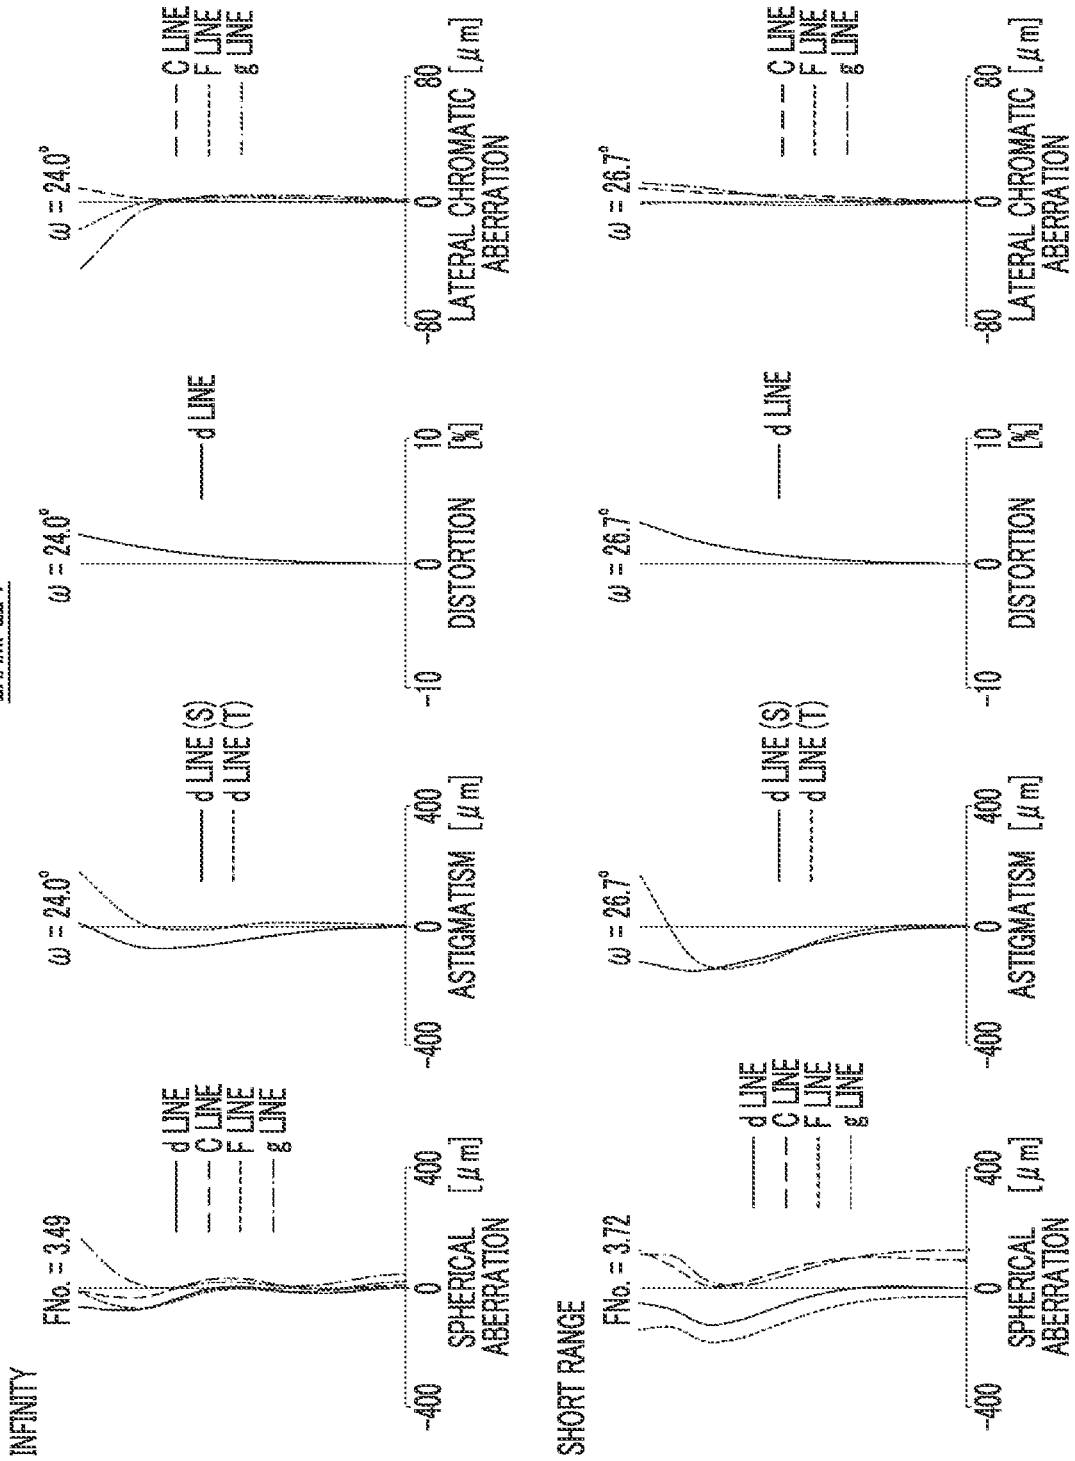 INFINITY
FNo. = 3.49
d LINE
C LINE
F LINE
g LINE
-400
0
400
SPHERICAL
ABERRATION
[μm]
ω = 24.0°
d LINE (S)
d LINE (T)
-400
0
400
ASTIGMATISM
[μm]
ω = 24.0°
d LINE
-10
0
10
DISTORTION
[%]
ω = 24.0°
C LINE
F LINE
g LINE
-80
0
80
LATERAL CHROMATIC
ABERRATION
[μm]
SHORT RANGE
FNo. = 3.72
d LINE
C LINE
F LINE
g LINE
-400
0
400
SPHERICAL
ABERRATION
[μm]
ω = 26.7°
d LINE (S)
d LINE (T)
-400
0
400
ASTIGMATISM
[μm]
ω = 26.7°
d LINE
-10
0
10
DISTORTION
[%]
ω = 26.7°
C LINE
F LINE
g LINE
-80
0
80
LATERAL CHROMATIC
ABERRATION
[μm]